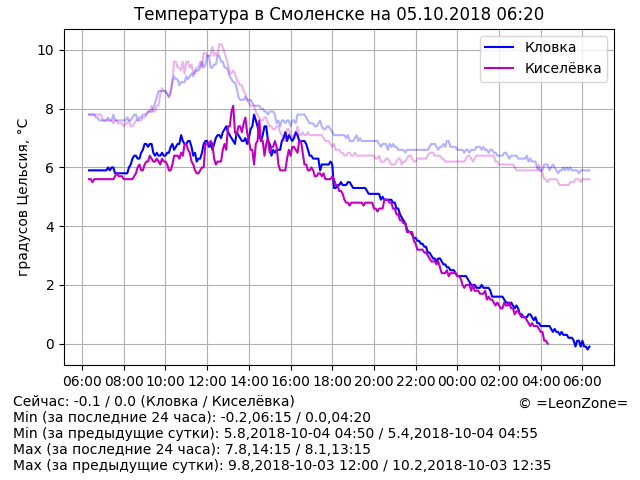 Температура в Смоленске на 05.10.2018 06:20
градусов Цельсия, °C
10
8
6
4
2
0
Кловка
Киселёвка
06:00 08:00 10:00 12:00 14:00 16:00 18:00 20:00 22:00 00:00 02:00 04:00 06:00
Сейчас: -0.1 / 0.0 (Кловка / Киселёвка)
© =LeonZone=
Min (за последние 24 часа): -0.2,06:15 / 0.0,04:20
Min (за предыдущие сутки): 5.8,2018-10-04 04:50 / 5.4,2018-10-04 04:55
Max (за последние 24 часа): 7.8,14:15 / 8.1,13:15
Max (за предыдущие сутки): 9.8,2018-10-03 12:00 / 10.2,2018-10-03 12:35